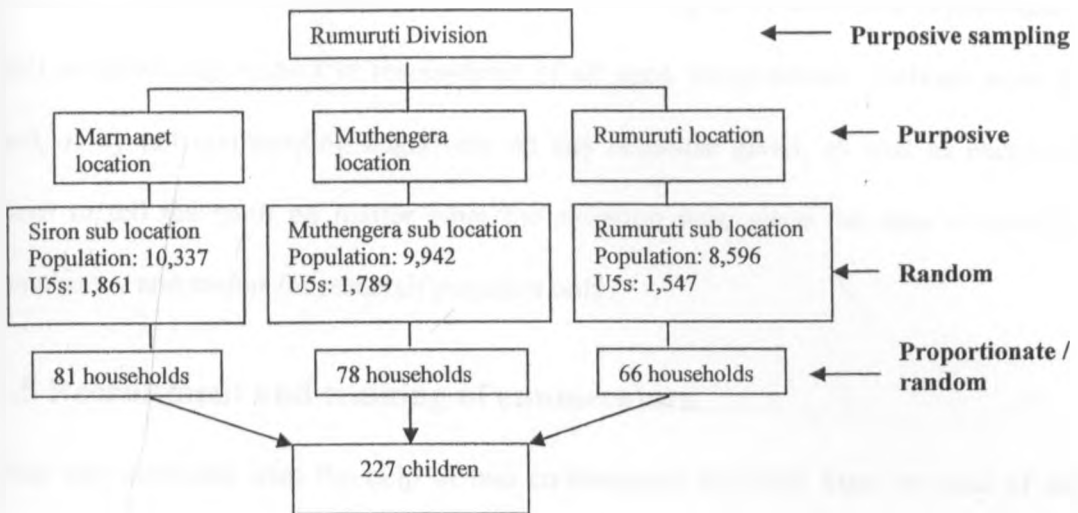 Rumuruti Division
Purposive sampling
Marmanet
location
Muthengera
location
Rumuruti location
Purposive
Siron sub location
Population: 10,337
U5s: 1,861
Muthengera sub location
Population: 9,942
U5s: 1,789
Rumuruti sub location
Population: 8,596
U5s: 1,547
Random
81 households
78 households
66 households
Proportionate /
random
227 children